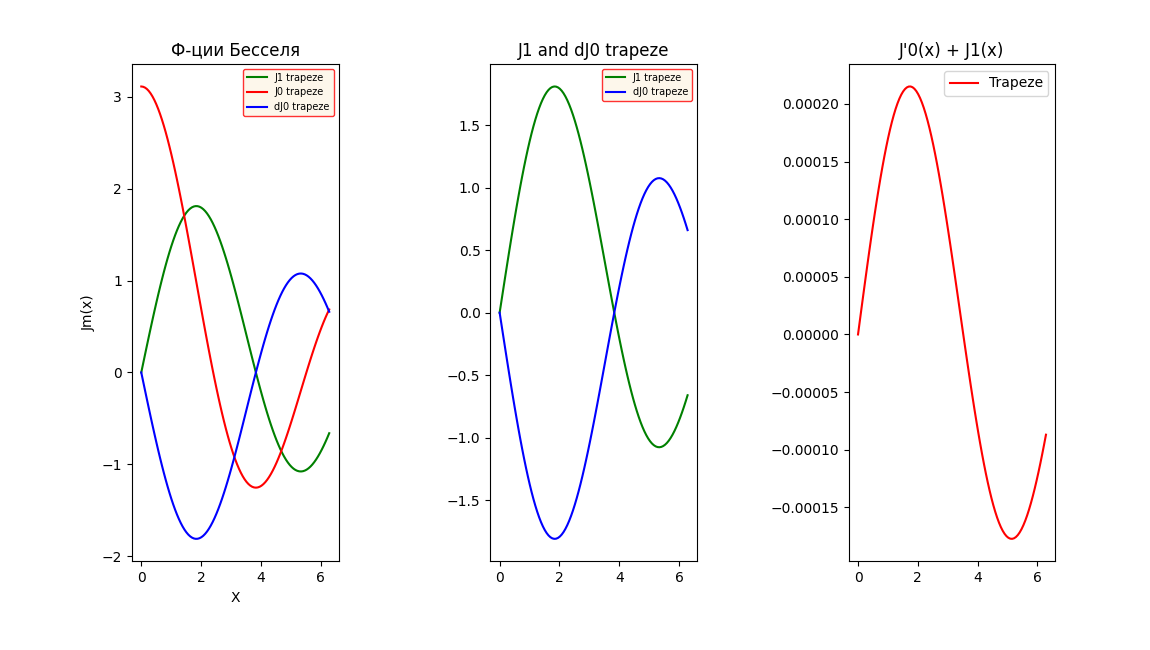 Ф-ции Бесселя
J1 trapeze
J0 trapeze
dJ0 trapeze
3
2
1
0
−1
−2
Jm(x)
0 2 4 6
X
J1 and dJ0 trapeze
J1 trapeze
dJ0 trapeze
1.5
1.0
0.5
0.0
−0.5
−1.0
−1.5
0 2 4 6
J'0(x) + J1(x)
Trapeze
0.00020
0.00015
0.00010
0.00005
0.00000
−0.00005
−0.00010
−0.00015
0 2 4 6